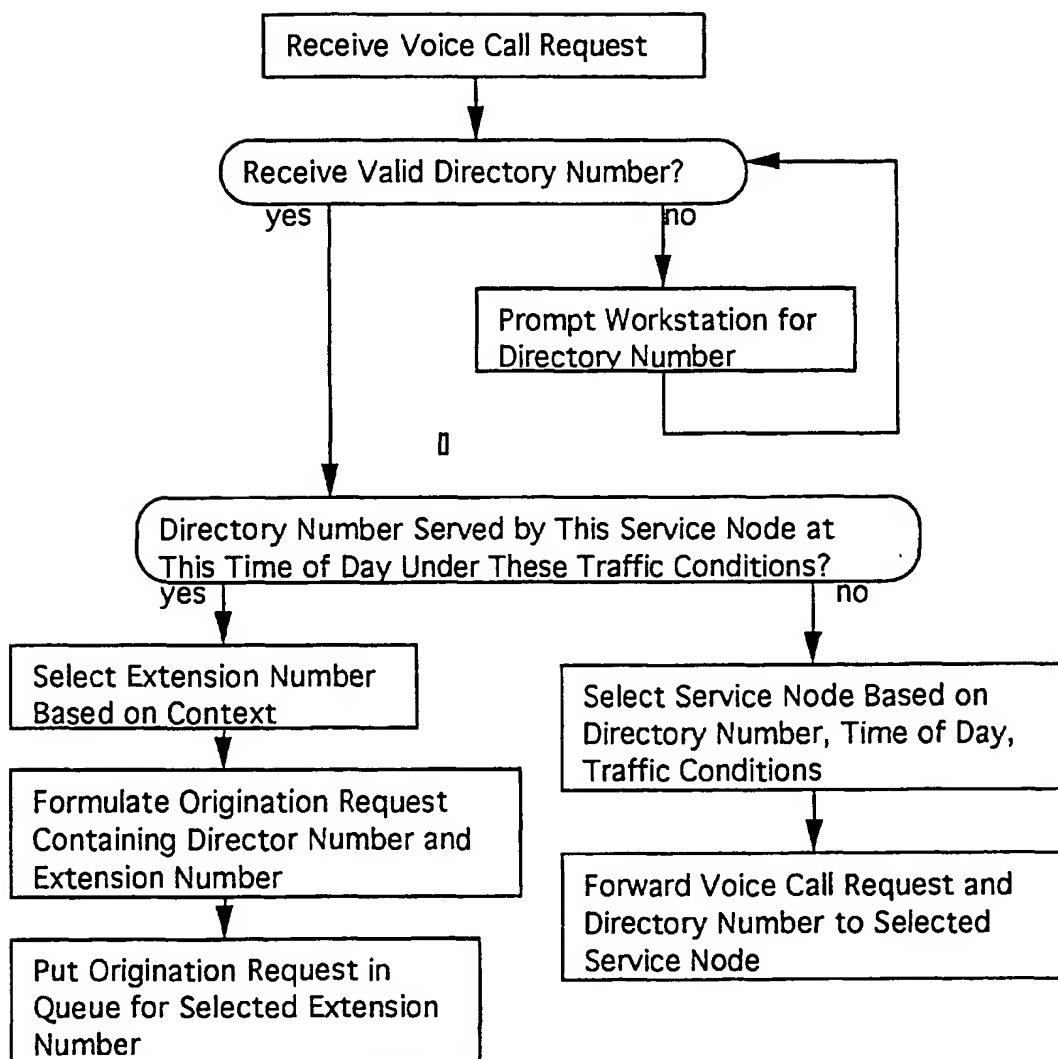 Receive Voice Call Request
Receive Valid Directory Number?
yes
no
Prompt Workstation for
Directory Number
Directory Number Served by This Service Node at
This Time of Day Under These Traffic Conditions?
yes
no
Select Extension Number
Based on Context
Select Service Node Based on
Directory Number, Time of Day,
Traffic Conditions
Formulate Origination Request
Containing Director Number and
Extension Number
Forward Voice Call Request and
Directory Number to Selected
Service Node
Put Origination Request in
Queue for Selected Extension
Number